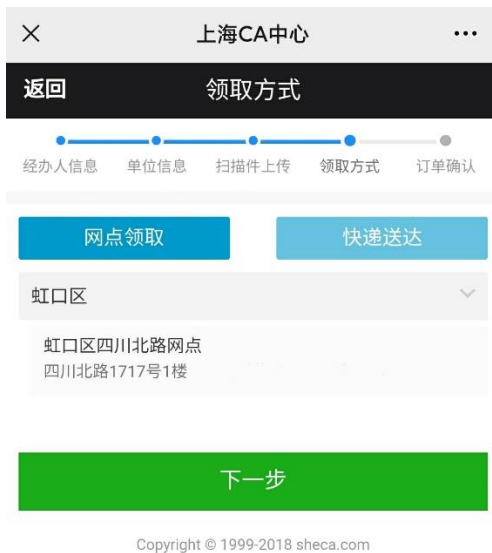 上海CA中心
返回 领取方式
经办人信息 单位信息 扫描件上传 领取方式 订单确认
网点领取 快递送达
虹口区
虹口区四川北路网点
四川北路1717号1楼
下一步
Copyright © 1999-2018 sheca.com